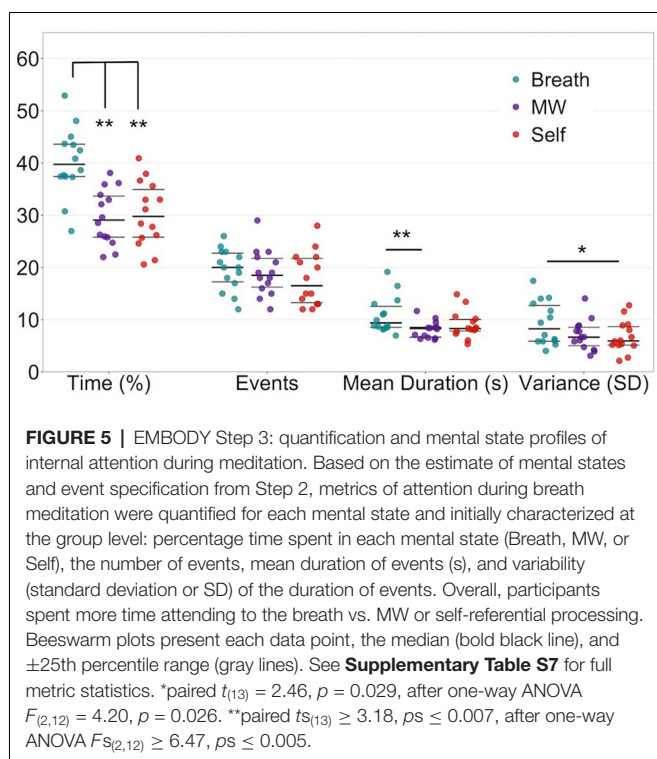 60
50
40
30
20
10
0
Breath
MW
Self
** **
**
*
Time (%) Events Mean Duration (s) Variance (SD)
FIGURE 5 | EMBODY Step 3: quantification and mental state profiles of
internal attention during meditation. Based on the estimate of mental states
and event specification from Step 2, metrics of attention during breath
meditation were quantified for each mental state and initially characterized at
the group level: percentage time spent in each mental state (Breath, MW, or
Self), the number of events, mean duration of events (s), and variability
(standard deviation or SD) of the duration of events. Overall, participants
spent more time attending to the breath vs. MW or self-referential processing.
Beeswarm plots present each data point, the median (bold black line), and
±25th percentile range (gray lines). See Supplementary Table S7 for full
metric statistics. *paired t(13) = 2.46, p = 0.029, after one-way ANOVA
F(2,12) = 4.20, p = 0.026. **paired ts(13) ≥ 3.18, ps ≤ 0.007, after one-way
ANOVA Fs(2,12) ≥ 6.47, ps ≤ 0.005.